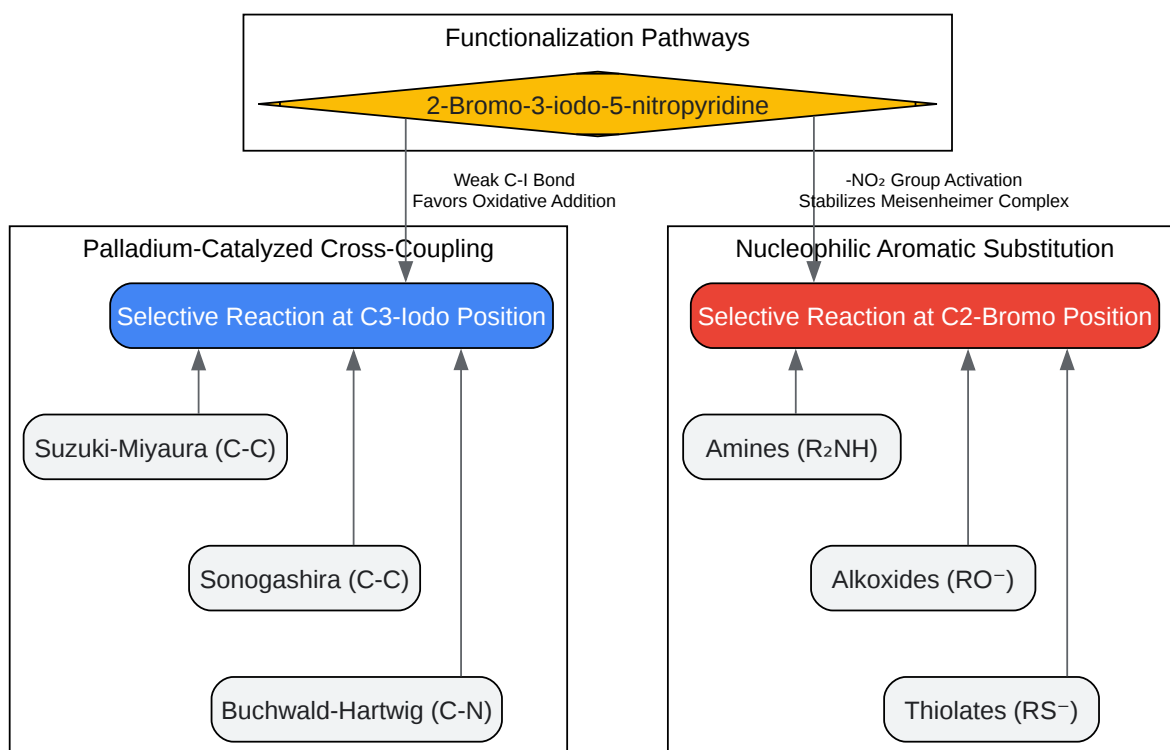 Functionalization Pathways
2-Bromo-3-iodo-5-nitropyridine
Weak C-I Bond
Favors Oxidative Addition
-NO₂ Group Activation
Stabilizes Meisenheimer Complex
Palladium-Catalyzed Cross-Coupling
Selective Reaction at C3-Iodo Position
Suzuki-Miyaura (C-C)
Sonogashira (C-C)
Buchwald-Hartwig (C-N)
Nucleophilic Aromatic Substitution
Selective Reaction at C2-Bromo Position
Amines (R₂NH)
Alkoxides (RO⁻)
Thiolates (RS⁻)